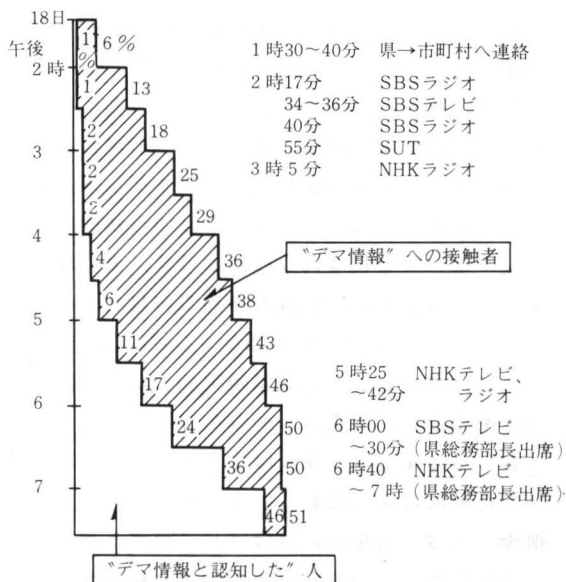 18日
午後
2時
3
4
5
6
7
1 6%
%
1 13
2 18
2 25
2 29
4 36
6 38
11 43
17 46
24 50
36 50
46 51
1時30〜40分 県→市町村へ連絡
2時17分 SBSラジオ
34〜36分 SBSテレビ
40分 SBSラジオ
55分 SUT
3時5分 NHKラジオ
"デマ情報"への接触者
5時25 NHKテレビ、
〜42分 ラジオ
6時00 SBSテレビ
〜30分(県総務部長出席)
6時40 NHKテレビ
〜7時(県総務部長出席)
"デマ情報と認知した"人